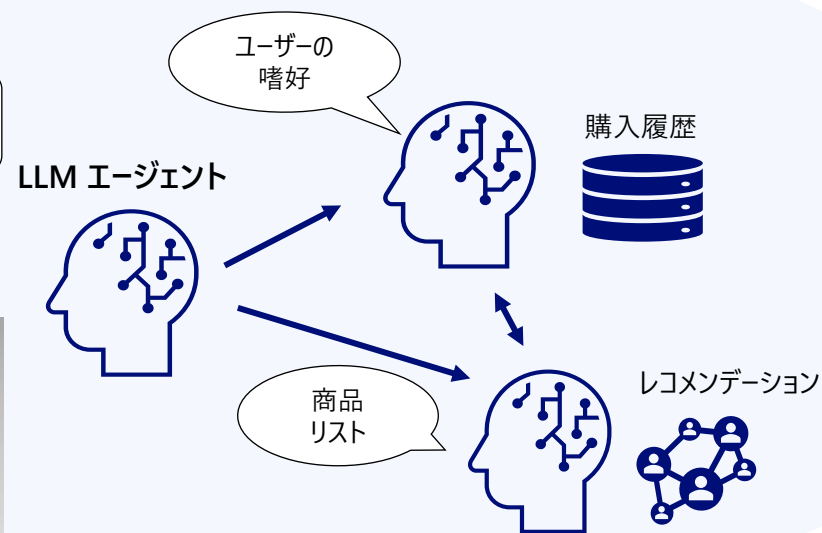 ユーザーの
嗜好
購入履歴
LLM エージェント
商品
リスト
レコメンデーション